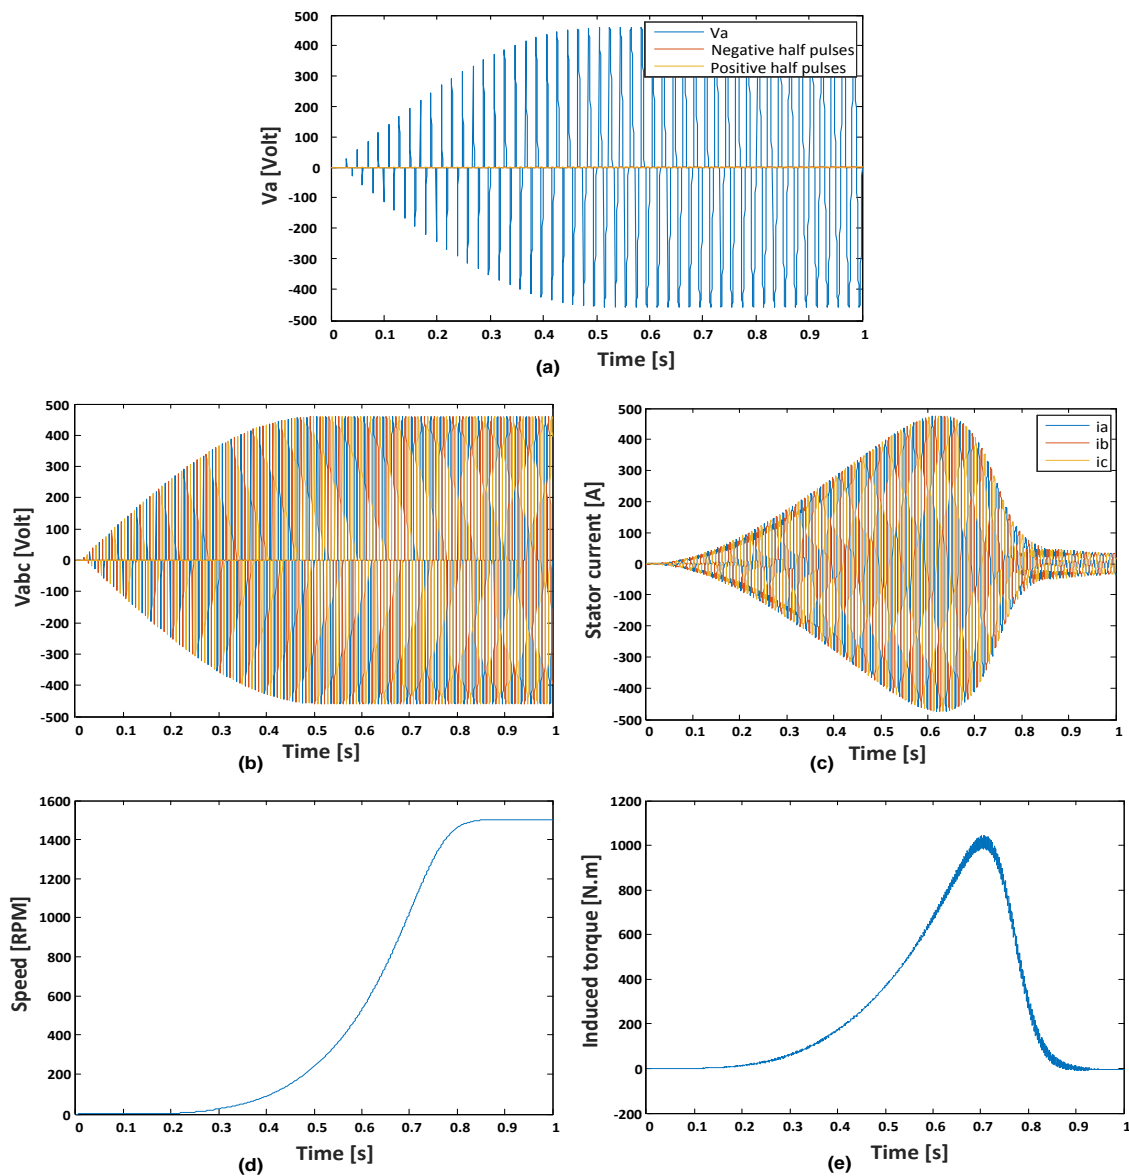 500
400
300
200
100
0
-100
-200
-300
-400
-500
Va [Volt]
Va
Negative half pulses
Positive half pulses
0 0.1 0.2 0.3 0.4 0.5 0.6 0.7 0.8 0.9 1
Time [s]
(a)
500
400
300
200
100
0
-100
-200
-300
-400
-500
Vabc [Volt]
0 0.1 0.2 0.3 0.4 0.5 0.6 0.7 0.8 0.9 1
Time [s]
(b)
500
400
300
200
100
0
-100
-200
-300
-400
-500
Stator current [A]
ia
ib
ic
0 0.1 0.2 0.3 0.4 0.5 0.6 0.7 0.8 0.9 1
Time [s]
(c)
1600
1400
1200
1000
800
600
400
200
0
Speed [RPM]
0 0.1 0.2 0.3 0.4 0.5 0.6 0.7 0.8 0.9 1
Time [s]
(d)
1200
1000
800
600
400
200
0
-200
Induced torque [N.m]
0 0.1 0.2 0.3 0.4 0.5 0.6 0.7 0.8 0.9 1
Time [s]
(e)